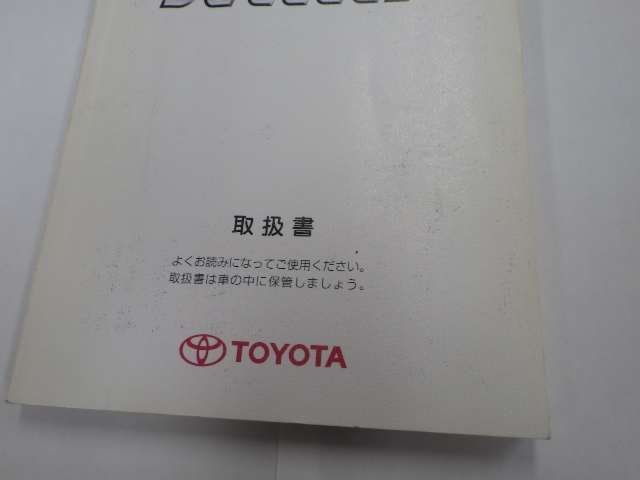 取扱書
よくお読みになってご使用ください。
取扱書は車の中に保管しましょう。
TOYOTA